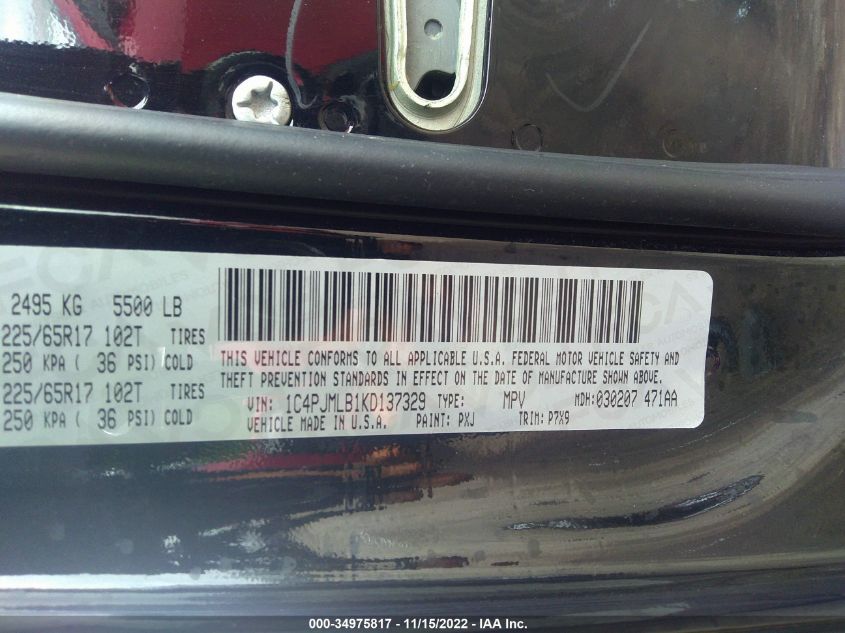 2495 KG 5500 LB
225/65R17 102T TIRES
250 KPA ( 36 PSI) COLD
225/65R17 102T TIRES
250 KPA ( 36 PSI) COLD
THIS VEHICLE CONFORMS TO ALL APPLICABLE U.S.A. FEDERAL MOTOR VEHICLE SAFETY AND
THEFT PREVENTION STANDARDS IN EFFECT ON THE DATE OF MANUFACTURE SHOWN ABOVE.
VIN: 1C4PJMLB1KD137329 TYPE: MPV MDH:030207 471AA
VEHICLE MADE IN U.S.A. PAINT: PXJ TRIM: P7X9
000-34975817 - 11/15/2022 - IAA Inc.